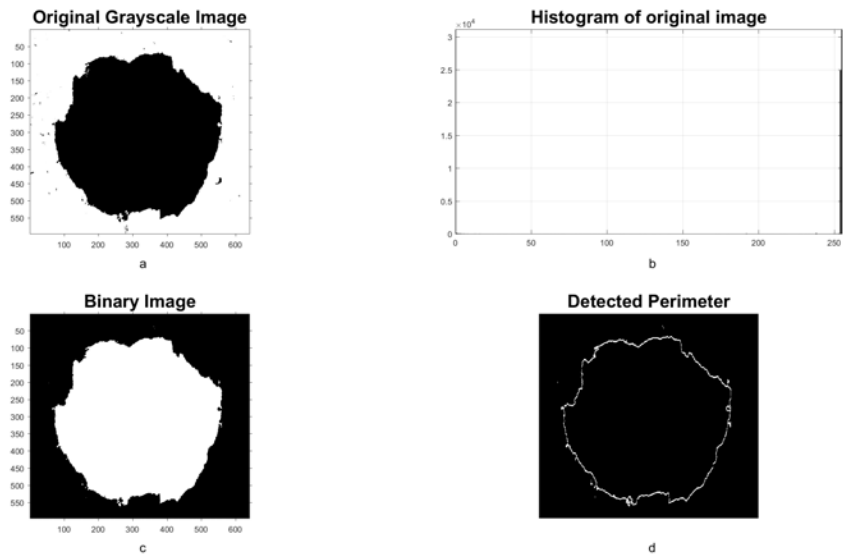 Original Grayscale Image
50
100
150
200
250
300
350
400
450
500
550
100 200 300 400 500 600
a
Histogram of original image
×10⁴
3
2.5
2
1.5
1
0.5
0
0 50 100 150 200 250
b
Binary Image
50
100
150
200
250
300
350
400
450
500
550
100 200 300 400 500 600
c
Detected Perimeter
d